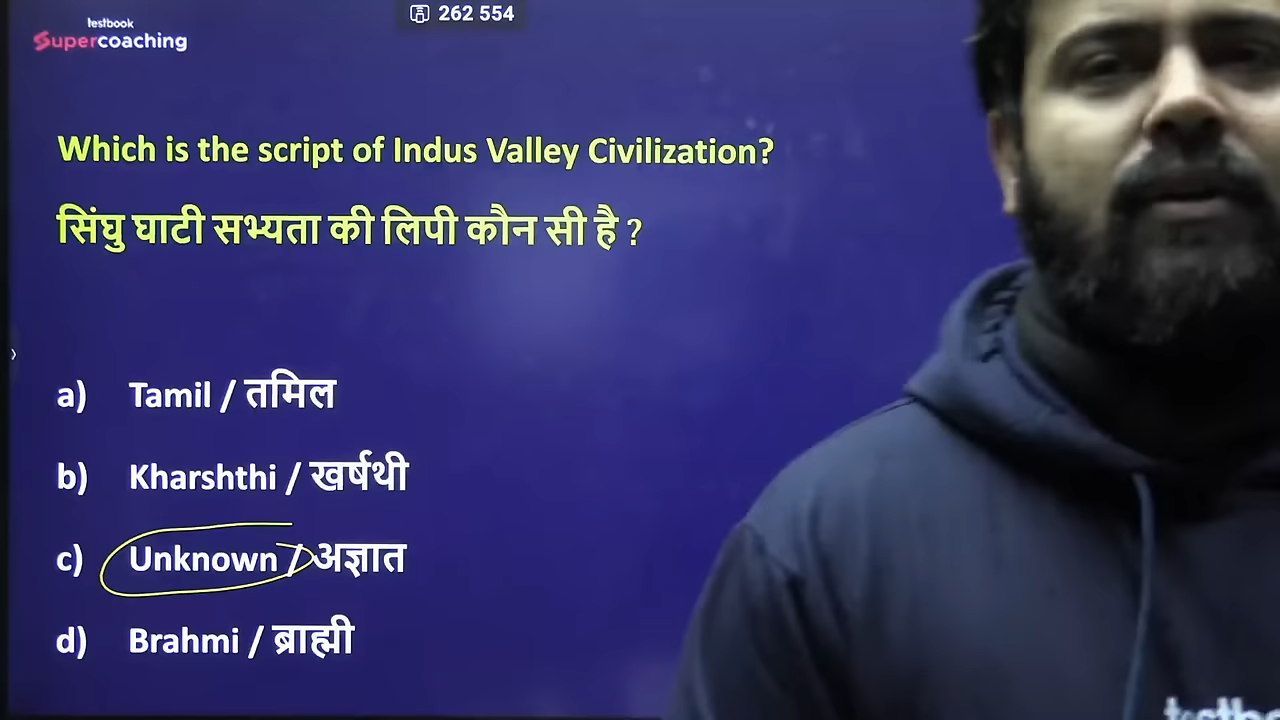 testbook
Supercoaching
262 554
Which is the script of Indus Valley Civilization?
सिंघु घाटी सभ्यता की लिपी कौन सी है ?
a) Tamil / तमिल
b) Kharshthi / खर्षथी
c) Unknown / अज्ञात
d) Brahmi / ब्राह्मी